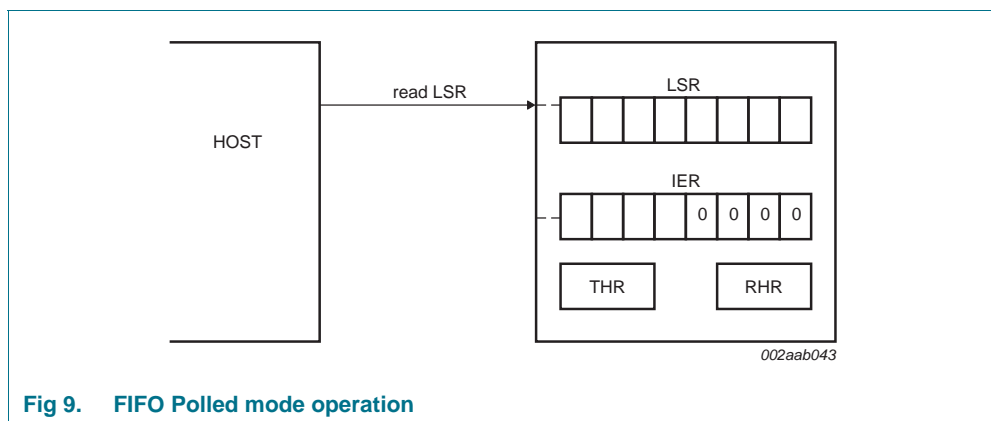 read LSR
LSR
HOST
IER
0 0 0 0
THR RHR
002aab043
Fig 9. FIFO Polled mode operation